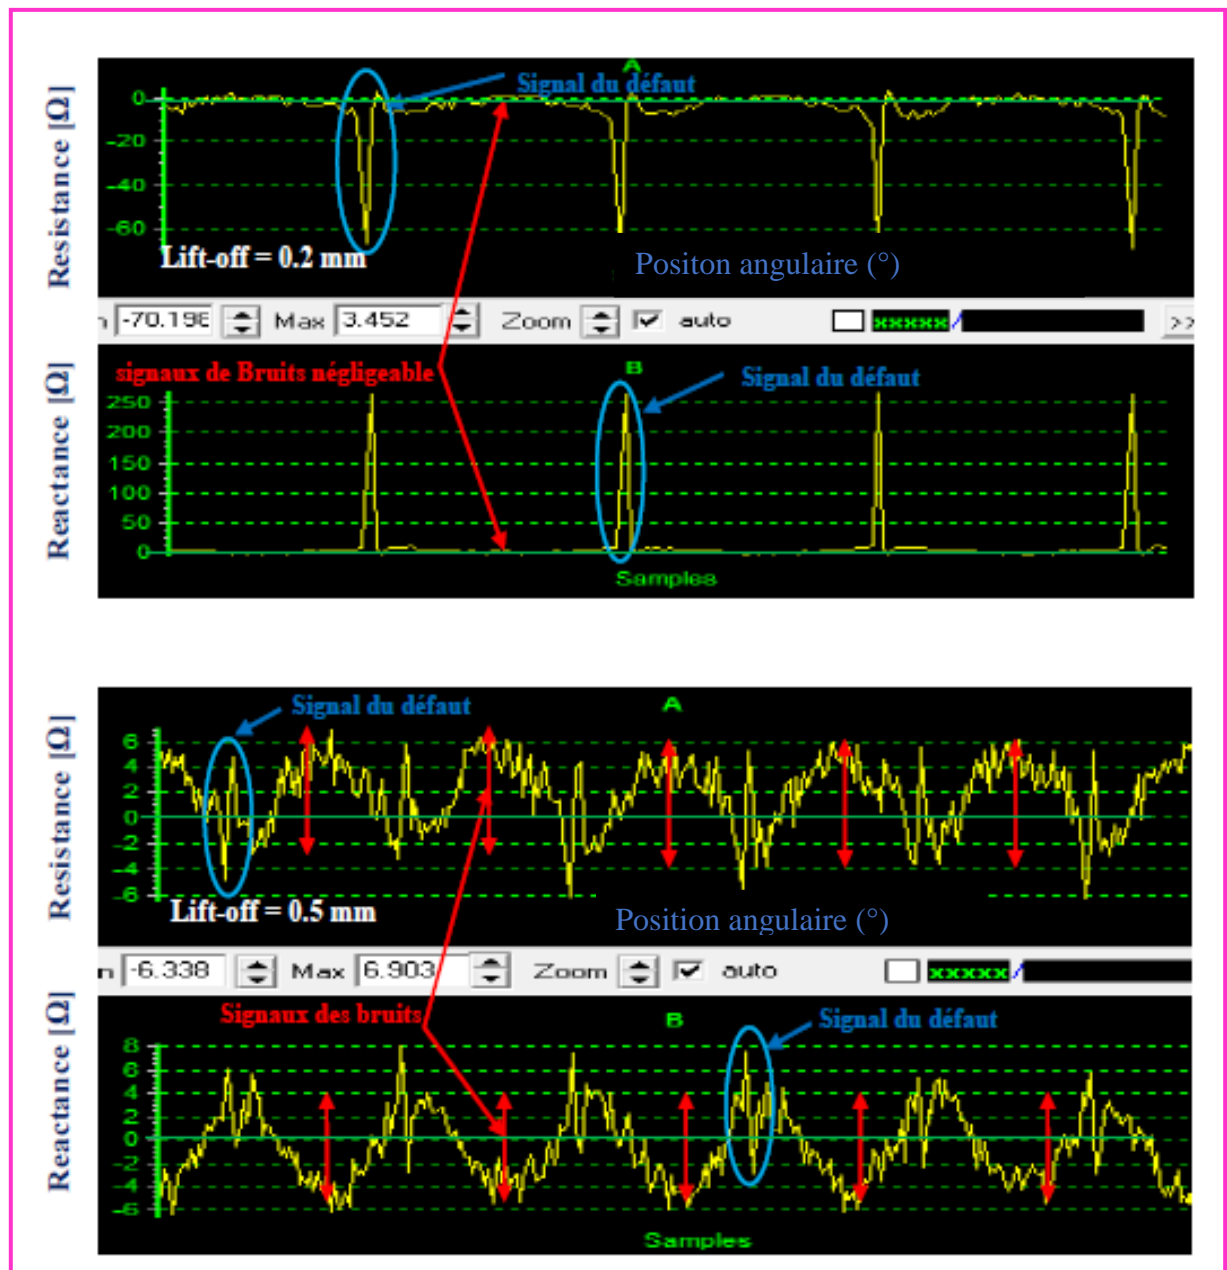 A
Signal du défaut
Resistance [Ω]
0
-20
-40
-60
Lift-off = 0.2 mm
Positon angulaire (°)
n -70.198 Max 3.452 Zoom auto xxxxx / >>
signaux de Bruits négligeable
B
Signal du défaut
Reactance [Ω]
250
200
150
100
50
0
Samples
Signal du défaut
A
Resistance [Ω]
6
4
2
0
-2
-4
-6
Lift-off = 0.5 mm
Position angulaire (°)
n -6.338 Max 6.903 Zoom auto xxxxx /
Signaux des bruits
B
Signal du défaut
Reactance [Ω]
8
6
4
2
0
-2
-4
-6
Samples